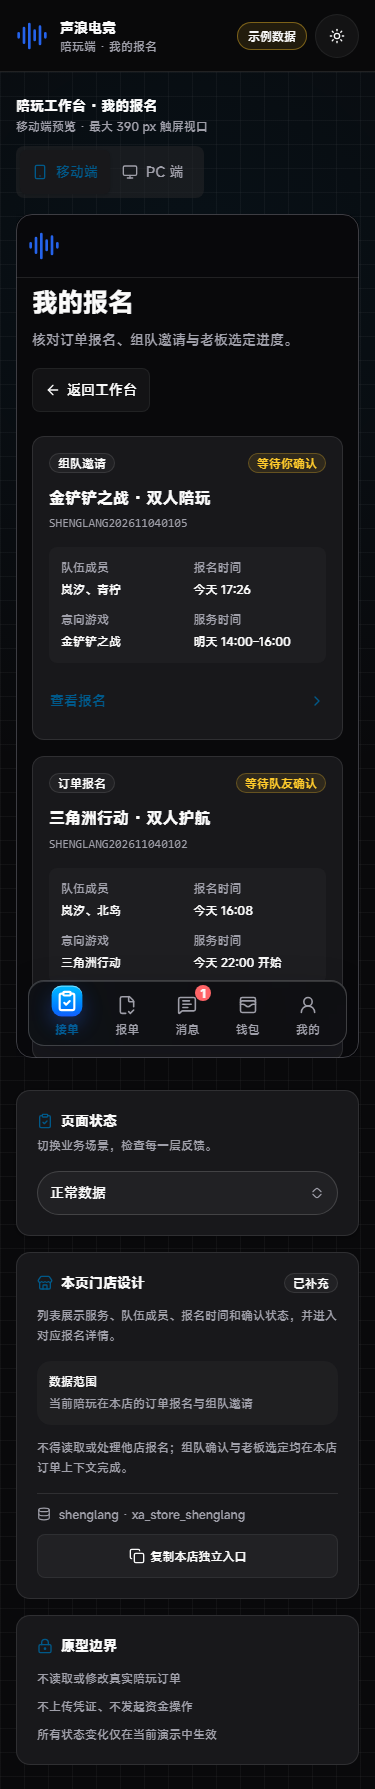 声浪电竞
陪玩端 · 我的报名
示例数据
陪玩工作台 · 我的报名
移动端预览 · 最大 390 px 触屏视口
移动端
PC 端
我的报名
核对订单报名、组队邀请与老板选定进度。
返回工作台
组队邀请
等待你确认
金铲铲之战 · 双人陪玩
SHENGLANG202611040105
队伍成员
报名时间
岚汐、青柠
今天 17:26
意向游戏
服务时间
金铲铲之战
明天 14:00–16:00
查看报名
订单报名
等待队友确认
三角洲行动 · 双人护航
SHENGLANG202611040102
队伍成员
报名时间
岚汐、北岛
今天 16:08
意向游戏
服务时间
三角洲行动
今天 22:00 开始
1
接单
报单
消息
钱包
我的
页面状态
切换业务场景，检查每一层反馈。
正常数据
本页门店设计
已补充
列表展示服务、队伍成员、报名时间和确认状态，并进入
对应报名详情。
数据范围
当前陪玩在本店的订单报名与组队邀请
不得读取或处理他店报名；组队确认与老板选定均在本店
订单上下文完成。
shenglang · xa_store_shenglang
复制本店独立入口
原型边界
不读取或修改真实陪玩订单
不上传凭证、不发起资金操作
所有状态变化仅在当前演示中生效